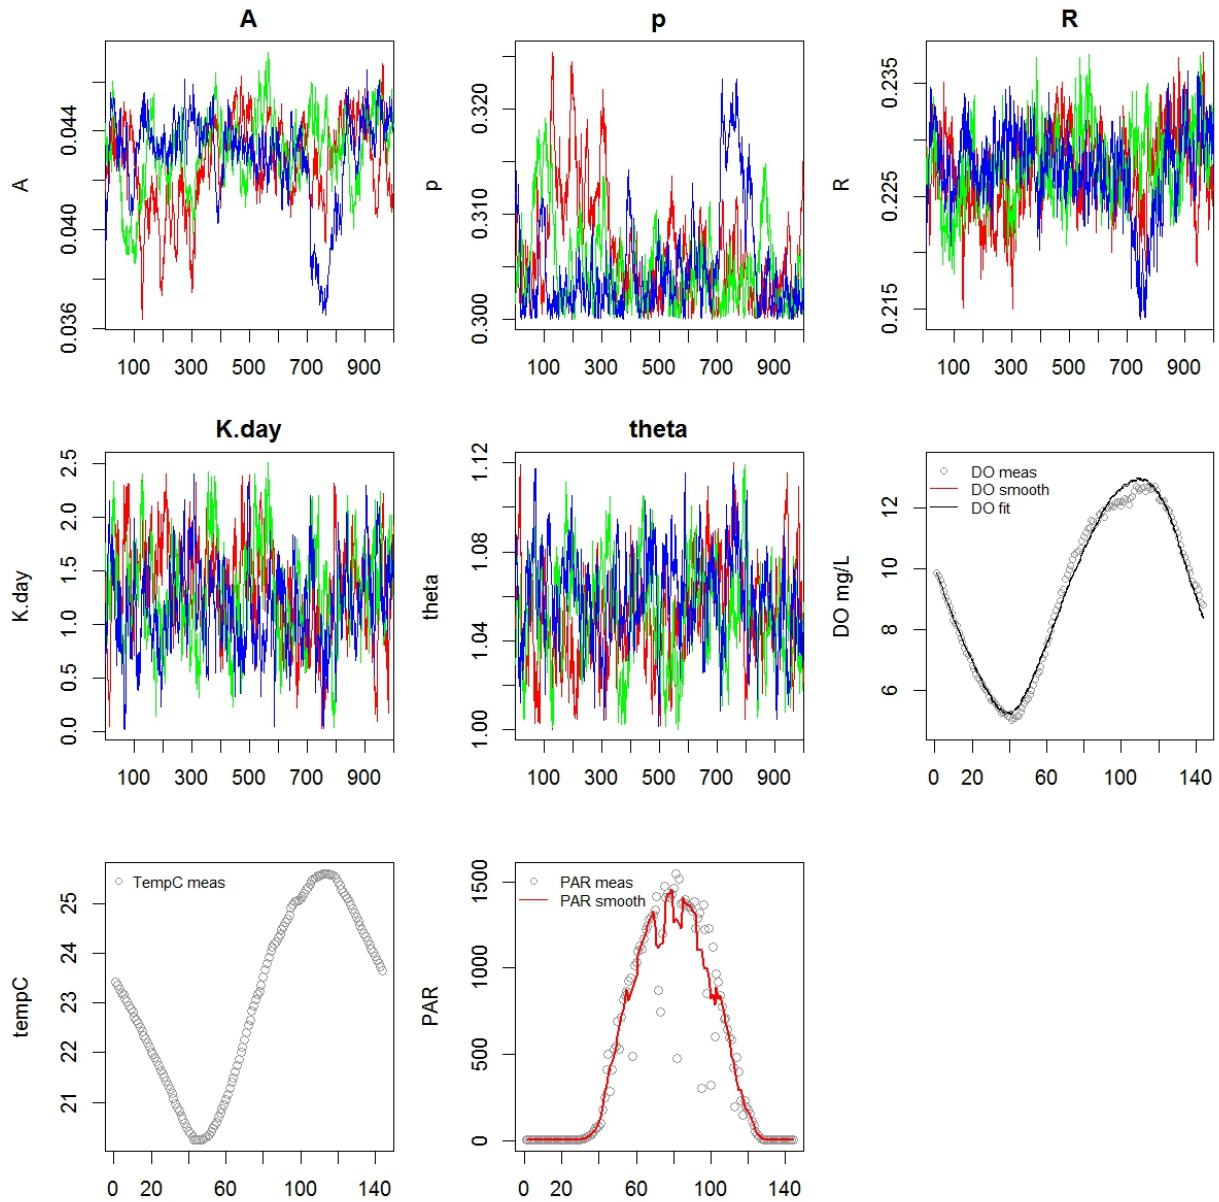 A
A
0.044
0.040
0.036
100 300 500 700 900
p
p
0.320
0.310
0.300
100 300 500 700 900
R
R
0.235
0.225
0.215
100 300 500 700 900
K.day
K.day
2.5
2.0
1.5
1.0
0.5
0.0
100 300 500 700 900
theta
theta
1.12
1.08
1.04
1.00
100 300 500 700 900
DO mg/L
12
10
8
6
DO meas
DO smooth
DO fit
0 20 60 100 140
tempC
25
24
23
22
21
TempC meas
0 20 60 100 140
PAR
1500
1000
500
0
PAR meas
PAR smooth
0 20 60 100 140